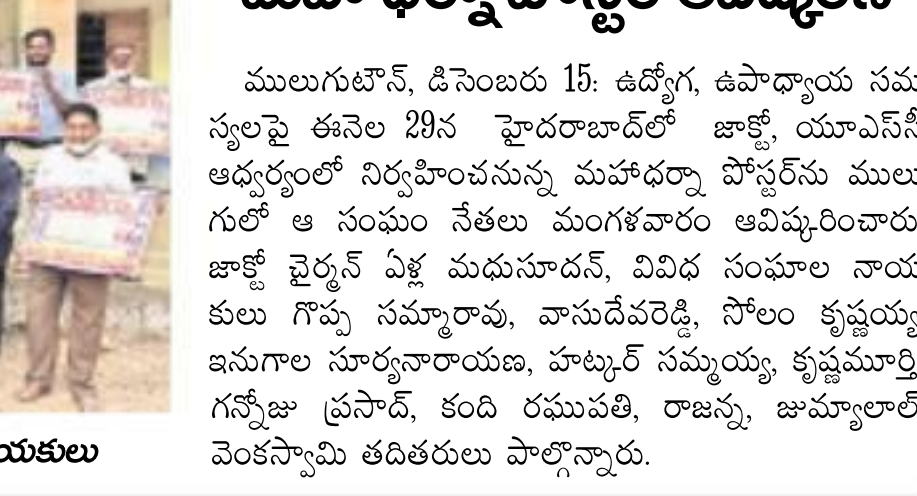 ములుగుటౌన్, డిసెంబరు 15: ఉద్యోగ, ఉపాధ్యాయ సమ
స్యలపై ఈనెల 29న హైదరాబాద్‌లో జాక్టో, యూఎస్‌సీ
ఆధ్వర్యంలో నిర్వహించనున్న మహాధర్నా పోస్టర్‌ను ములు
గులో ఆ సంఘం నేతలు మంగళవారం ఆవిష్కరించారు
జాక్టో చైర్మన్ ఏళ్ల మధుసూదన్, వివిధ సంఘాల నాయ
కులు గొప్ప సమ్మారావు, వాసుదేవరెడ్డి, సోలం కృష్ణయ్య
ఇనుగాల సూర్యనారాయణ, హట్కర్ సమ్మయ్య, కృష్ణమూర్తి
గన్నోజు ప్రసాద్, కంది రఘుపతి, రాజన్న, జుమ్యాలాల్
వెంకస్వామి తదితరులు పాల్గొన్నారు.
యకులు